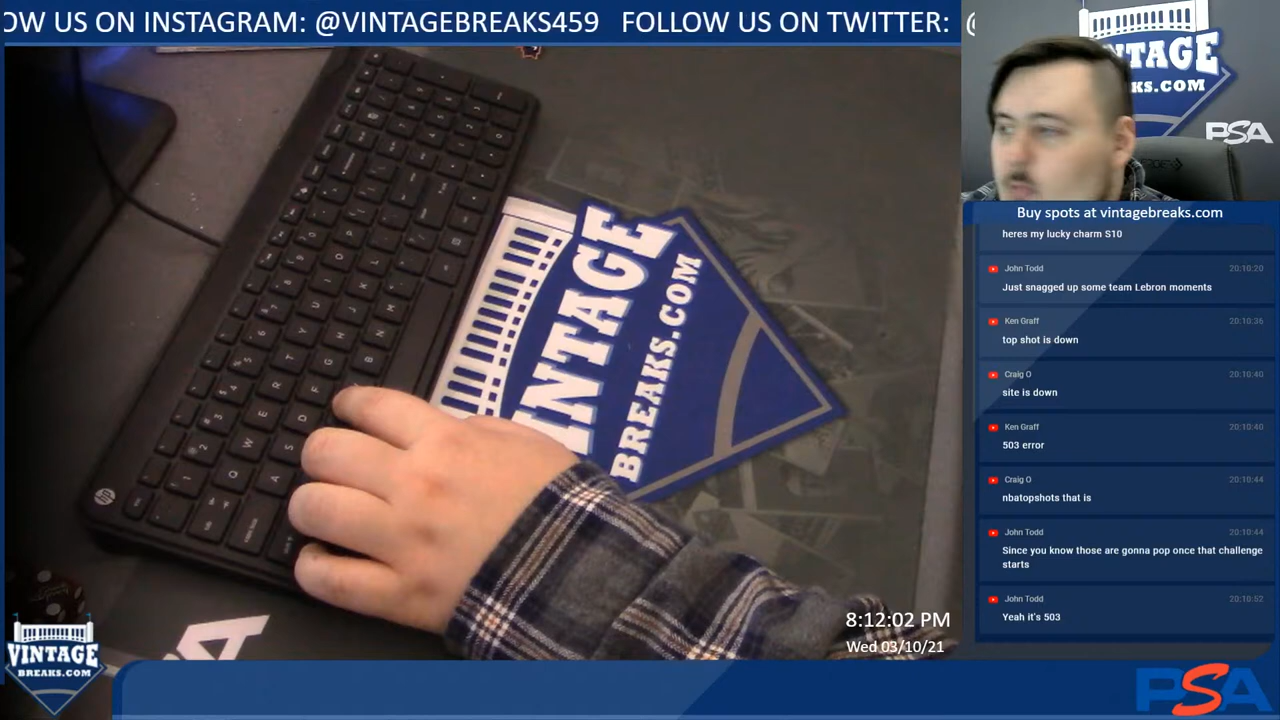 OW US ON INSTAGRAM: @VINTAGEBREAKS459 FOLLOW US ON TWITTER:
VINTAGE
BREAKS.COM
PSA
Buy spots at vintagebreaks.com
heres my lucky charm S10
John Todd 20:10:20
Just snagged up some team Lebron moments
Ken Graff 20:10:36
top shot is down
Craig O 20:10:40
site is down
Ken Graff 20:10:40
503 error
Craig O 20:10:44
nbatopshots that is
John Todd 20:10:44
Since you know those are gonna pop once that challenge
starts
John Todd 20:10:52
Yeah it's 503
VINTAGE
BREAKS.COM
hp
8:12:02 PM
Wed 03/10/21
VINTAGE
BREAKS.COM
PSA